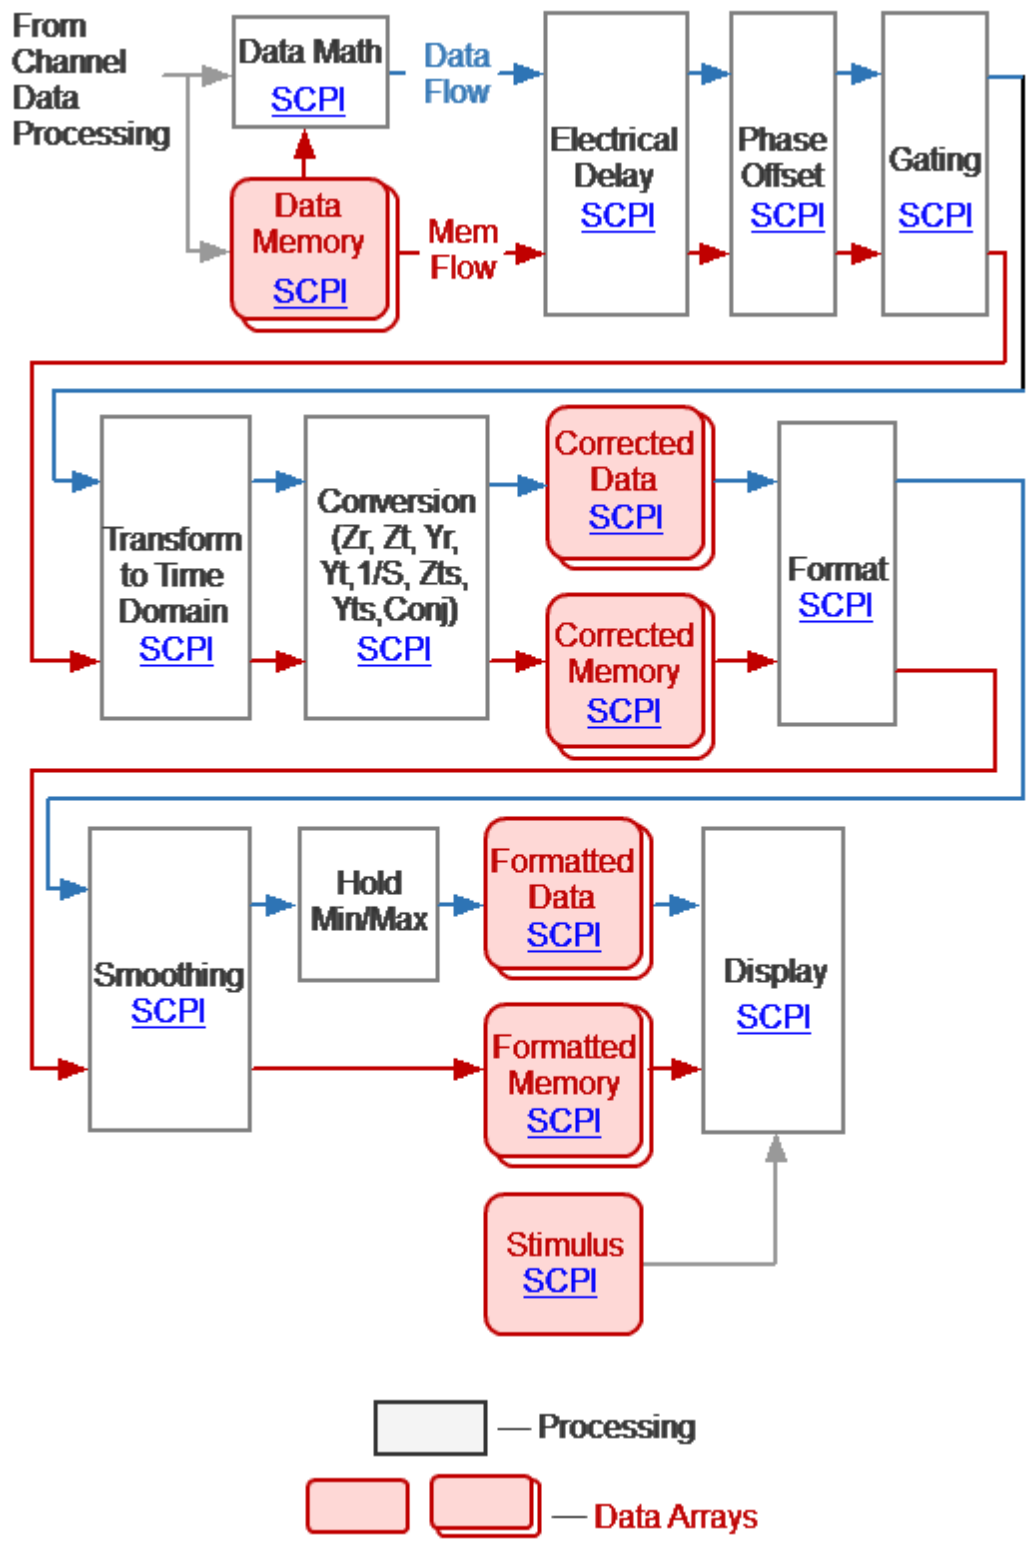 From
Channel
Data
Processing
Data Math
SCPI
Data
Flow
Data
Memory
SCPI
Mem
Flow
Electrical
Delay
SCPI
Phase
Offset
SCPI
Gating
SCPI
Transform
to Time
Domain
SCPI
Conversion
(Zr, Zt, Yr,
Yt,1/S, Zts,
Yts,Conj)
SCPI
Corrected
Data
SCPI
Corrected
Memory
SCPI
Format
SCPI
Smoothing
SCPI
Hold
Min/Max
Formatted
Data
SCPI
Formatted
Memory
SCPI
Display
SCPI
Stimulus
SCPI
Processing
Data Arrays